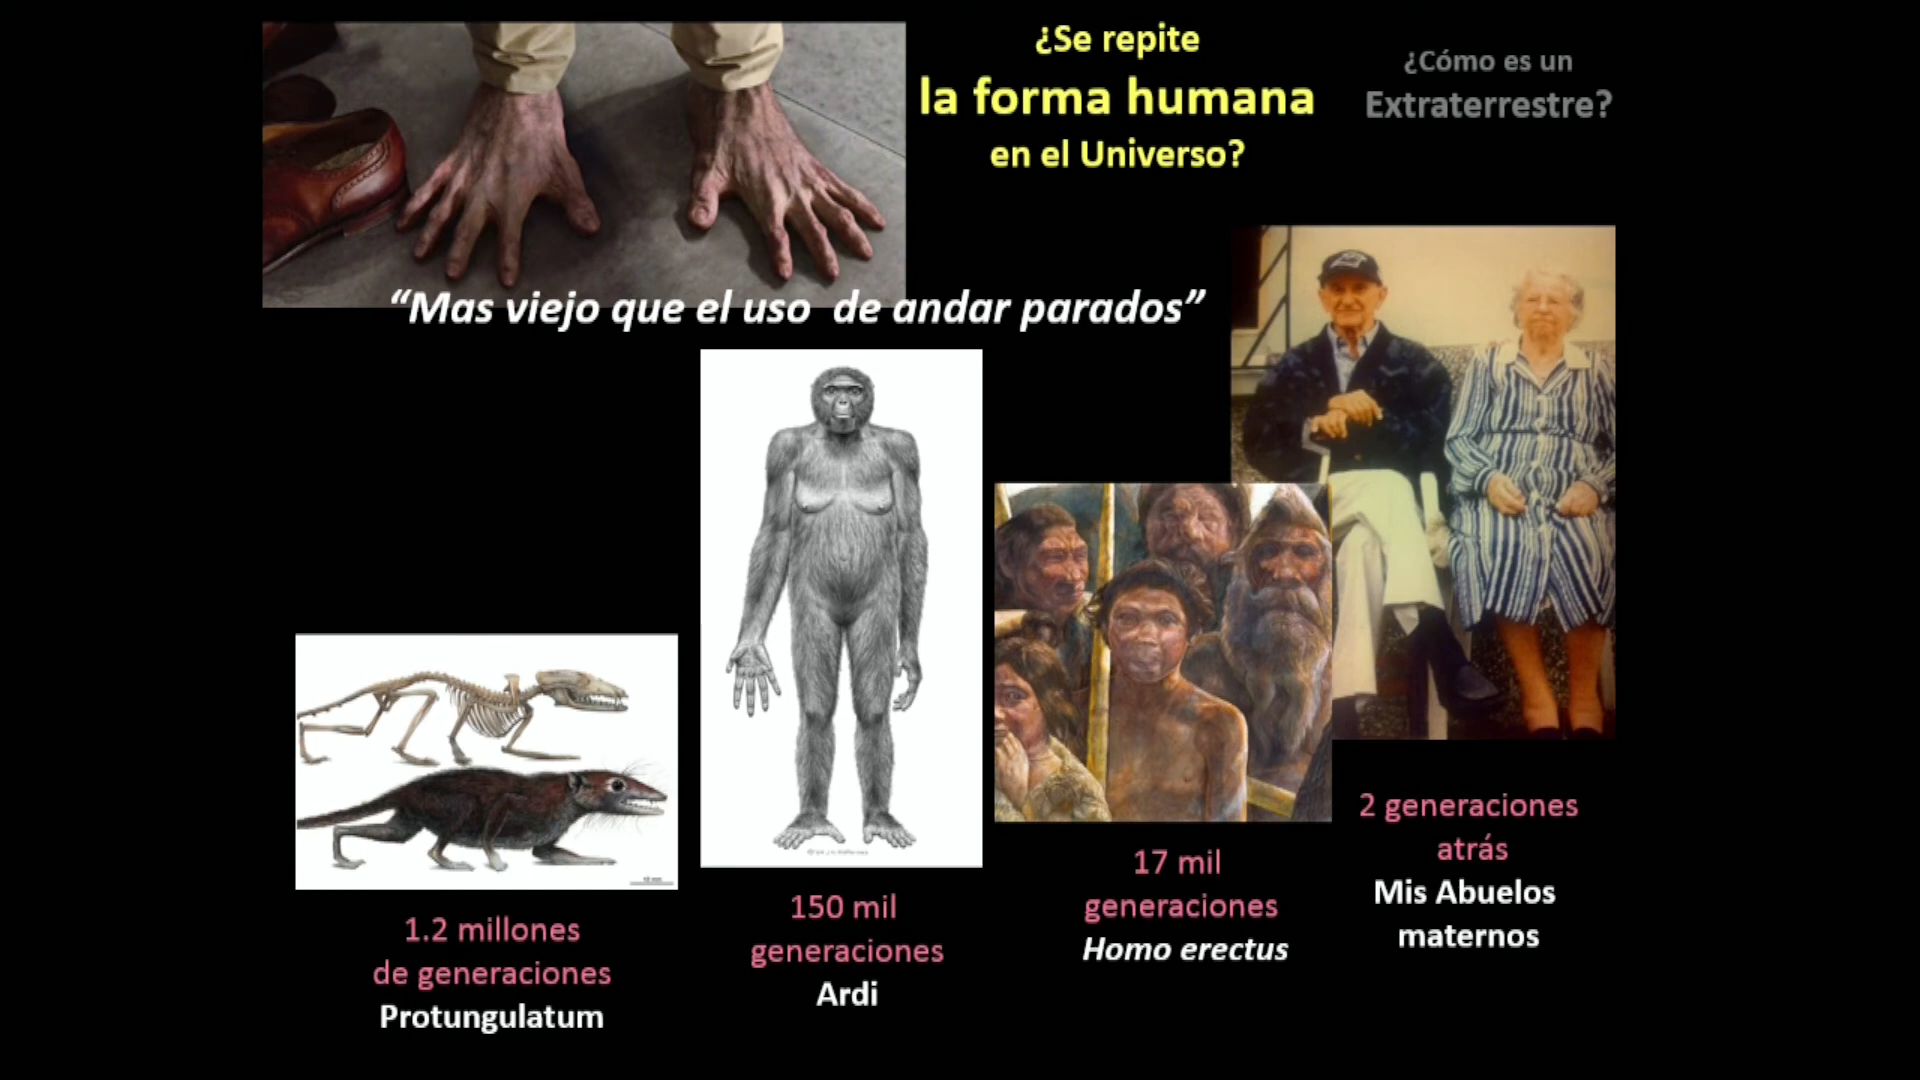 ¿Se repite
la forma humana
en el Universo?
¿Cómo es un
Extraterrestre?
“Mas viejo que el uso de andar parados”
1.2 millones
de generaciones
Protungulatum
150 mil
generaciones
Ardi
17 mil
generaciones
Homo erectus
2 generaciones
atrás
Mis Abuelos
maternos